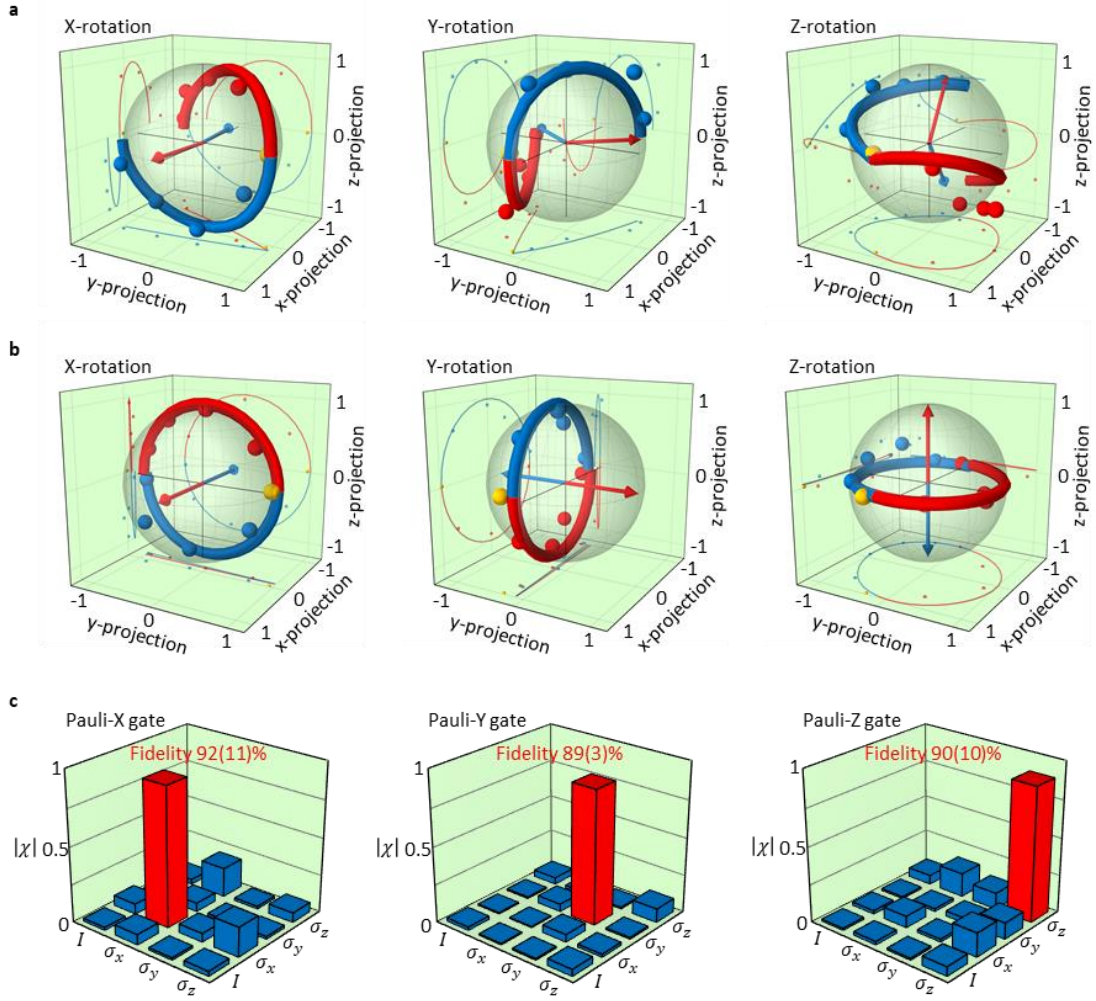 a
X-rotation
Y-rotation
Z-rotation
1
0
-1
z-projection
-1
0
1
y-projection
-1
0
1
x-projection
1
0
-1
z-projection
-1
0
1
y-projection
-1
0
1
x-projection
1
0
-1
z-projection
-1
0
1
y-projection
-1
0
1
x-projection
b
X-rotation
Y-rotation
Z-rotation
1
0
-1
z-projection
-1
0
1
y-projection
-1
0
1
x-projection
1
0
-1
z-projection
-1
0
1
y-projection
-1
0
1
x-projection
1
0
-1
z-projection
-1
0
1
y-projection
-1
0
1
x-projection
c
Pauli-X gate
Fidelity 92(11)%
1
|χ| 0.5
0
I
σx
σy
σz
I
σx
σy
σz
Pauli-Y gate
Fidelity 89(3)%
1
|χ| 0.5
0
I
σx
σy
σz
I
σx
σy
σz
Pauli-Z gate
Fidelity 90(10)%
1
|χ| 0.5
0
I
σx
σy
σz
I
σx
σy
σz